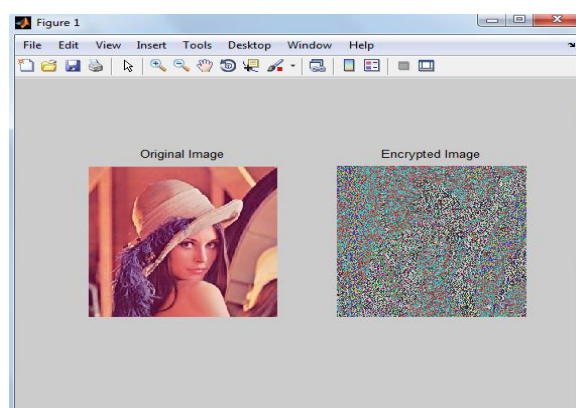 Figure 1
File Edit View Insert Tools Desktop Window Help
Original Image Encrypted Image